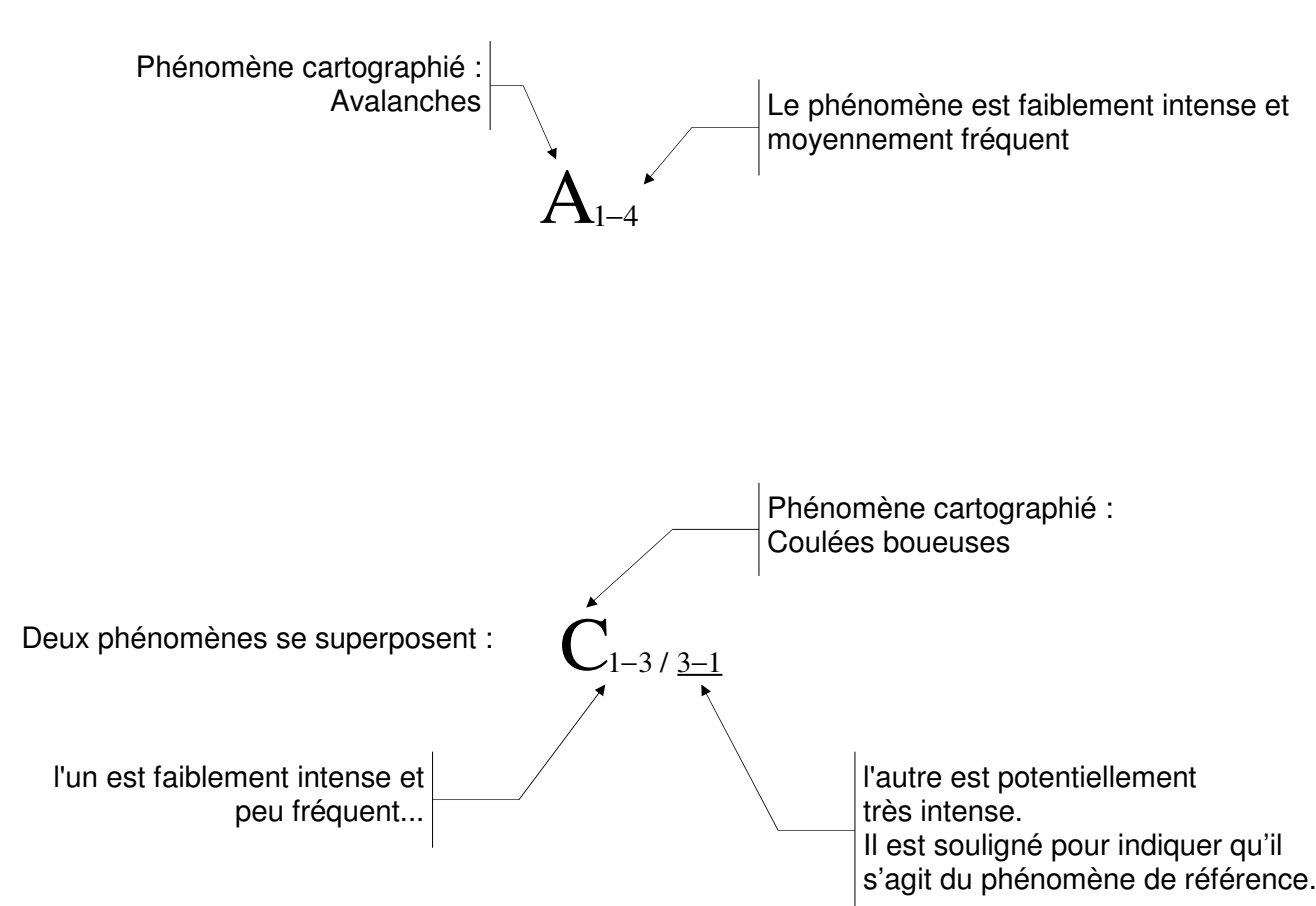 Phénomène cartographié :
Avalanches
Le phénomène est faiblement intense et
moyennement fréquent
A1–4
Phénomène cartographié :
Coulées boueuses
Deux phénomènes se superposent :
C1–3 / 3–1
l'un est faiblement intense et
peu fréquent...
l'autre est potentiellement
très intense.
Il est souligné pour indiquer qu’il
s’agit du phénomène de référence.